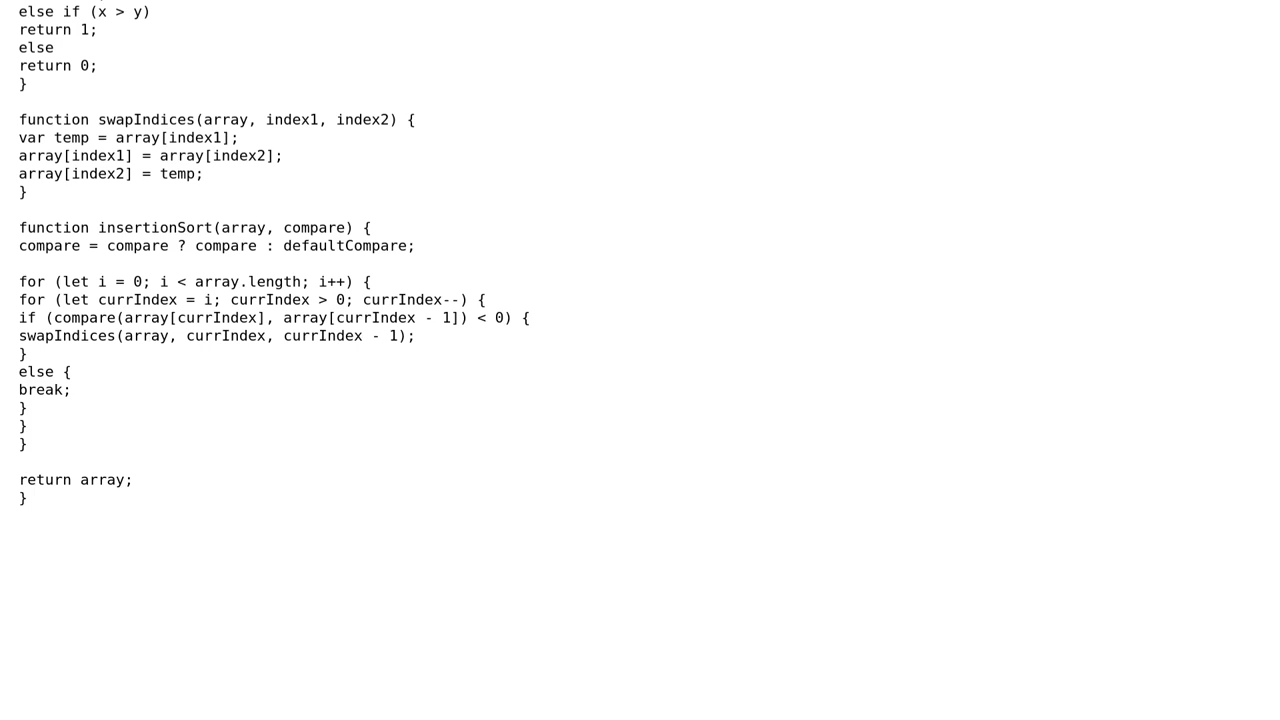 else if (x > y)
return 1;
else
return 0;
}

function swapIndices(array, index1, index2) {
var temp = array[index1];
array[index1] = array[index2];
array[index2] = temp;
}

function insertionSort(array, compare) {
compare = compare ? compare : defaultCompare;

for (let i = 0; i < array.length; i++) {
for (let currIndex = i; currIndex > 0; currIndex--) {
if (compare(array[currIndex], array[currIndex - 1]) < 0) {
swapIndices(array, currIndex, currIndex - 1);
}
else {
break;
}
}
}

return array;
}